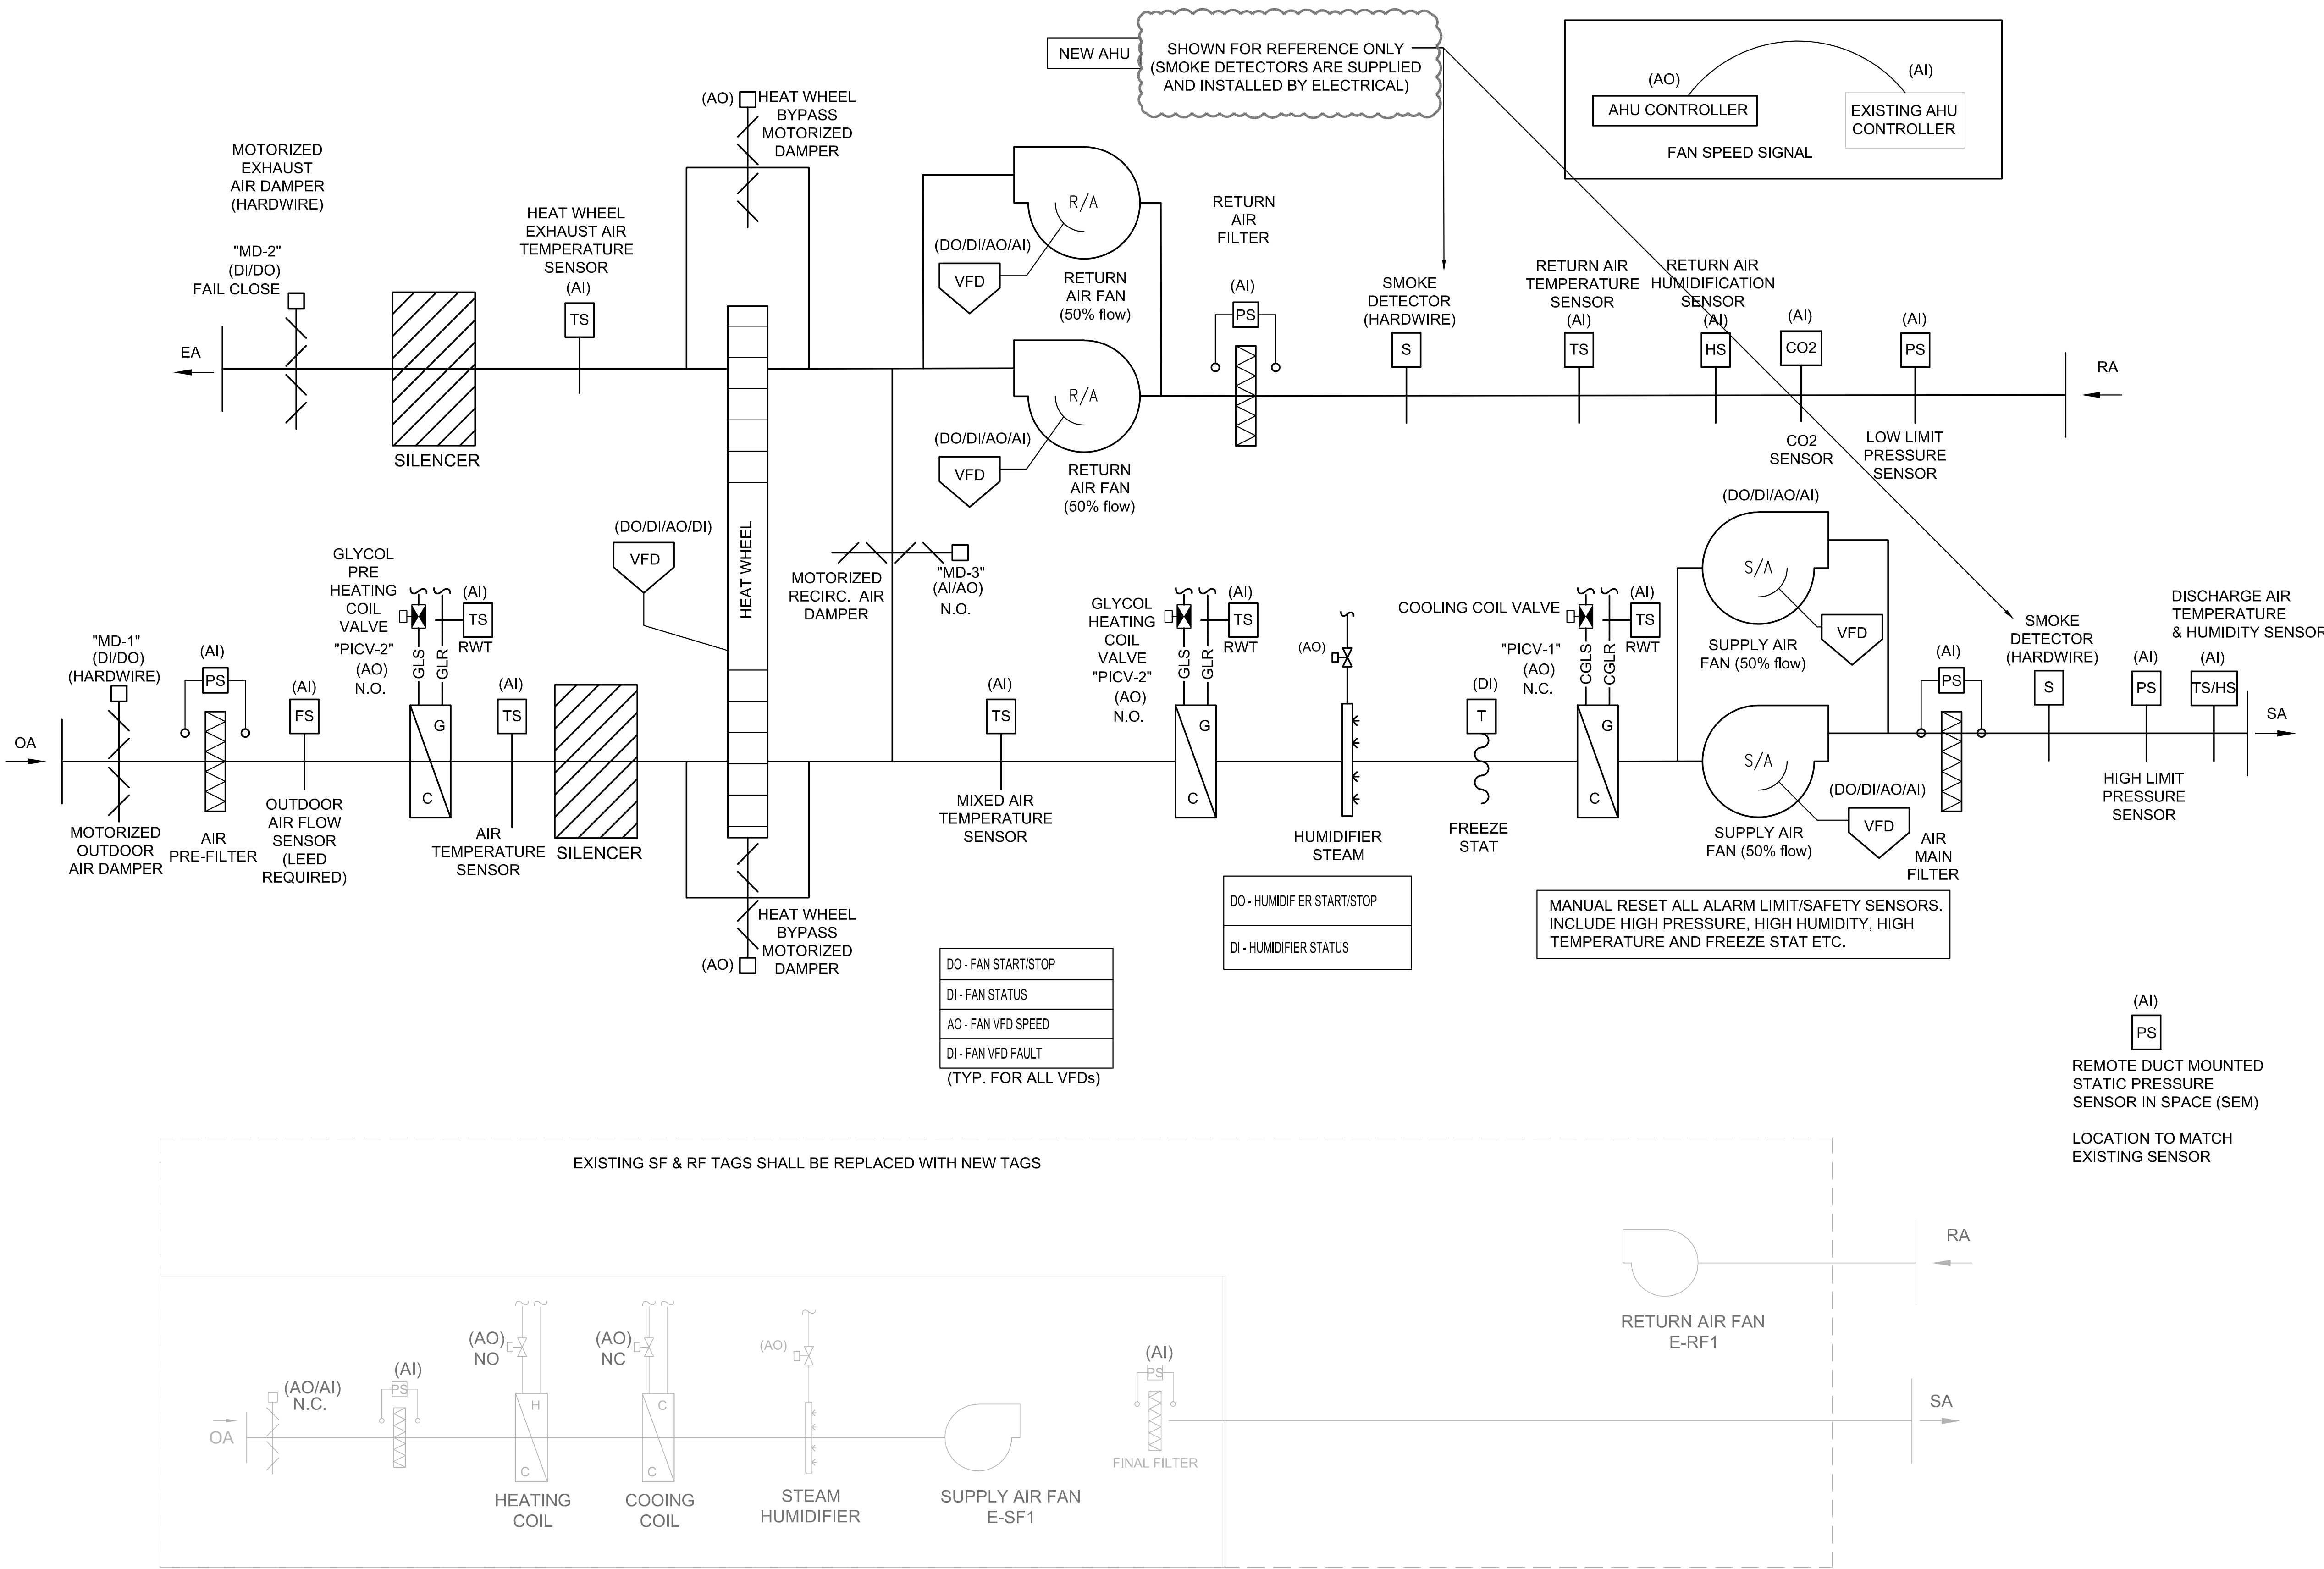 NEW AHU
SHOWN FOR REFERENCE ONLY
(SMOKE DETECTORS ARE SUPPLIED
AND INSTALLED BY ELECTRICAL)
(AO)
(AI)
AHU CONTROLLER
EXISTING AHU
CONTROLLER
FAN SPEED SIGNAL
MOTORIZED
EXHAUST
AIR DAMPER
(HARDWIRE)
"MD-2"
(DI/DO)
FAIL CLOSE
EA
SILENCER
HEAT WHEEL
EXHAUST AIR
TEMPERATURE
SENSOR
(AI)
TS
(AO)
HEAT WHEEL
BYPASS
MOTORIZED
DAMPER
R/A
(DO/DI/AO/AI)
VFD
RETURN
AIR FAN
(50% flow)
R/A
(DO/DI/AO/AI)
VFD
RETURN
AIR FAN
(50% flow)
RETURN
AIR
FILTER
(AI)
PS
SMOKE
DETECTOR
(HARDWIRE)
S
RETURN AIR
TEMPERATURE
SENSOR
(AI)
TS
RETURN AIR
HUMIDIFICATION
SENSOR
(AI)
HS
(AI)
CO2
CO2
SENSOR
(AI)
PS
LOW LIMIT
PRESSURE
SENSOR
RA
OA
"MD-1"
(DI/DO)
(HARDWIRE)
MOTORIZED
OUTDOOR
AIR DAMPER
(AI)
PS
AIR
PRE-FILTER
(AI)
FS
OUTDOOR
AIR FLOW
SENSOR
(LEED
REQUIRED)
GLYCOL
PRE
HEATING
COIL
VALVE
"PICV-2"
(AO)
N.O.
GLS
GLR
(AI)
TS
RWT
G
C
(AI)
TS
AIR
TEMPERATURE
SENSOR
SILENCER
(DO/DI/AO/DI)
VFD
HEAT WHEEL
(AO)
HEAT WHEEL
BYPASS
MOTORIZED
DAMPER
MOTORIZED
RECIRC. AIR
DAMPER
"MD-3"
(AI/AO)
N.O.
(AI)
TS
MIXED AIR
TEMPERATURE
SENSOR
GLYCOL
HEATING
COIL
VALVE
"PICV-2"
(AO)
N.O.
GLS
GLR
(AI)
TS
RWT
G
C
(AO)
HUMIDIFIER
STEAM
(DI)
T
FREEZE
STAT
COOLING COIL VALVE
"PICV-1"
(AO)
N.C.
CGLS
CGLR
(AI)
TS
RWT
G
C
(DO/DI/AO/AI)
S/A
VFD
SUPPLY AIR
FAN (50% flow)
S/A
(DO/DI/AO/AI)
VFD
SUPPLY AIR
FAN (50% flow)
(AI)
PS
AIR
MAIN
FILTER
SMOKE
DETECTOR
(HARDWIRE)
S
(AI)
PS
HIGH LIMIT
PRESSURE
SENSOR
DISCHARGE AIR
TEMPERATURE
& HUMIDITY SENSOR
(AI)
TS/HS
SA
DO - HUMIDIFIER START/STOP
DI - HUMIDIFIER STATUS
MANUAL RESET ALL ALARM LIMIT/SAFETY SENSORS.
INCLUDE HIGH PRESSURE, HIGH HUMIDITY, HIGH
TEMPERATURE AND FREEZE STAT ETC.
DO - FAN START/STOP
DI - FAN STATUS
AO - FAN VFD SPEED
DI - FAN VFD FAULT
(TYP. FOR ALL VFDs)
(AI)
PS
REMOTE DUCT MOUNTED
STATIC PRESSURE
SENSOR IN SPACE (SEM)
LOCATION TO MATCH
EXISTING SENSOR
EXISTING SF & RF TAGS SHALL BE REPLACED WITH NEW TAGS
OA
(AO/AI)
N.C.
(AI)
PS
(AO)
NO
H
C
HEATING
COIL
(AO)
NC
C
C
COOING
COIL
(AO)
STEAM
HUMIDIFIER
SUPPLY AIR FAN
E-SF1
(AI)
PS
FINAL FILTER
RETURN AIR FAN
E-RF1
RA
SA